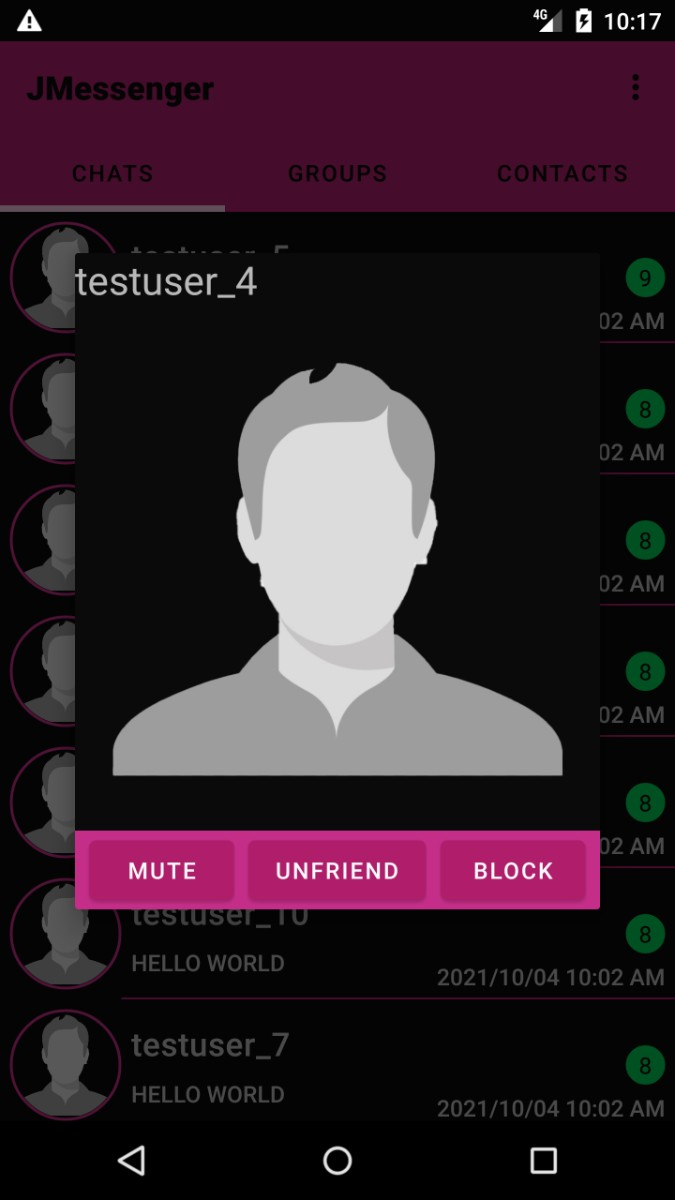 4G 10:17
JMessenger
CHATS GROUPS CONTACTS
testuser_5
9
testuser_4
02 AM
8
02 AM
8
02 AM
8
02 AM
8
02 AM
MUTE UNFRIEND BLOCK
testuser_10
8
HELLO WORLD
2021/10/04 10:02 AM
testuser_7
8
HELLO WORLD
2021/10/04 10:02 AM